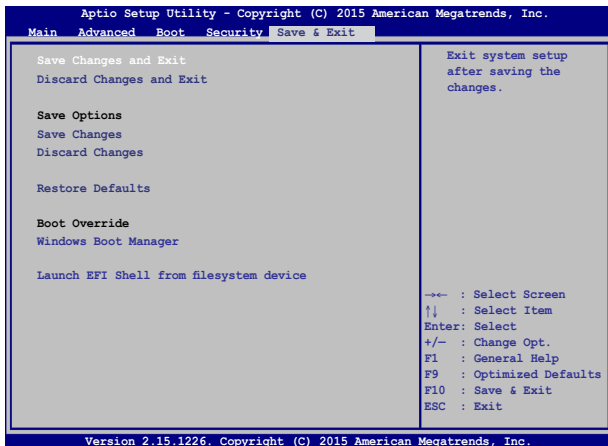 Aptio Setup Utility - Copyright (C) 2015 American Megatrends, Inc.
Main Advanced Boot Security Save & Exit
Save Changes and Exit
Discard Changes and Exit
Save Options
Save Changes
Discard Changes
Restore Defaults
Boot Override
Windows Boot Manager
Launch EFI Shell from filesystem device
Exit system setup
after saving the
changes.
→← : Select Screen
↑↓ : Select Item
Enter: Select
+/— : Change Opt.
F1 : General Help
F9 : Optimized Defaults
F10 : Save & Exit
ESC : Exit
Version 2.15.1226. Copyright (C) 2015 American Megatrends, Inc.